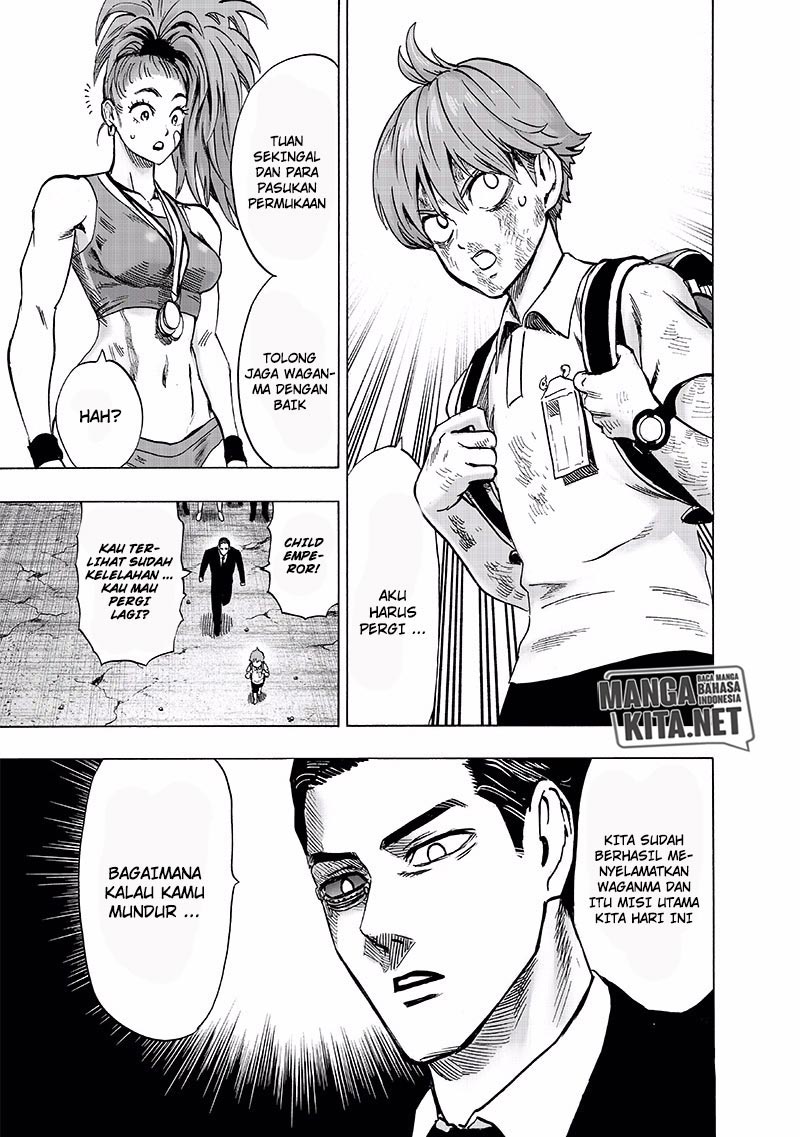 TUAN
SEKINGAL
DAN PARA
PASUKAN
PERMUKAAN
TOLONG
JAGA WAGAN-
MA DENGAN
BAIK
HAH?
AKU
HARUS
PERGI ...
CHILD
EMPE-
ROR!
KAU TER-
LIHAT SUDAH
KELELAHAN ...
KAU MAU
PERGI
LAGI?
MANGA
KITA.NET
BACA MANGA
BAHASA
INDONESIA
KITA SUDAH
BERHASIL ME-
NYELAMATKAN
WAGANMA DAN
ITU MISI UTAMA
KITA HARI INI
BAGAIMANA
KALAU KAMU
MUNDUR ...